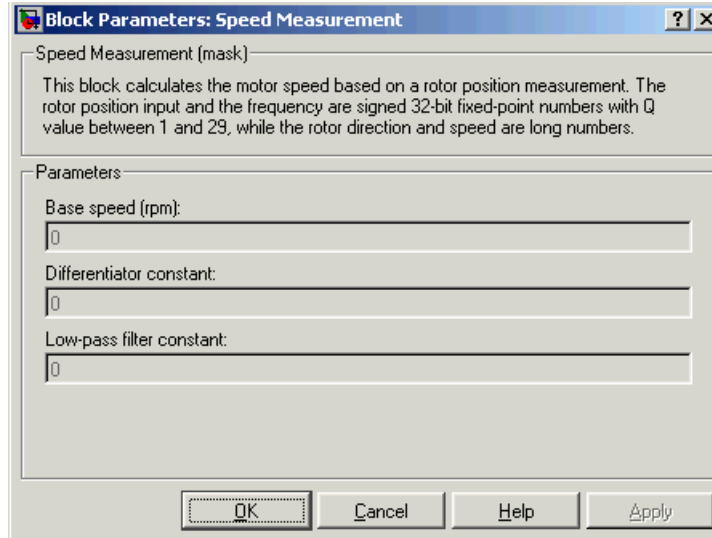 Block Parameters: Speed Measurement
Speed Measurement (mask)
This block calculates the motor speed based on a rotor position measurement. The
rotor position input and the frequency are signed 32-bit fixed-point numbers with Q
value between 1 and 29, while the rotor direction and speed are long numbers.
Parameters
Base speed (rpm):
0
Differentiator constant:
0
Low-pass filter constant:
0
OK Cancel Help Apply